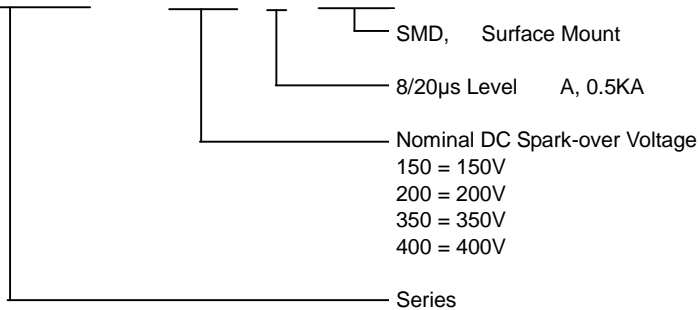 SMD, Surface Mount
8/20µs Level A, 0.5KA
Nominal DC Spark-over Voltage
150 = 150V
200 = 200V
350 = 350V
400 = 400V
Series